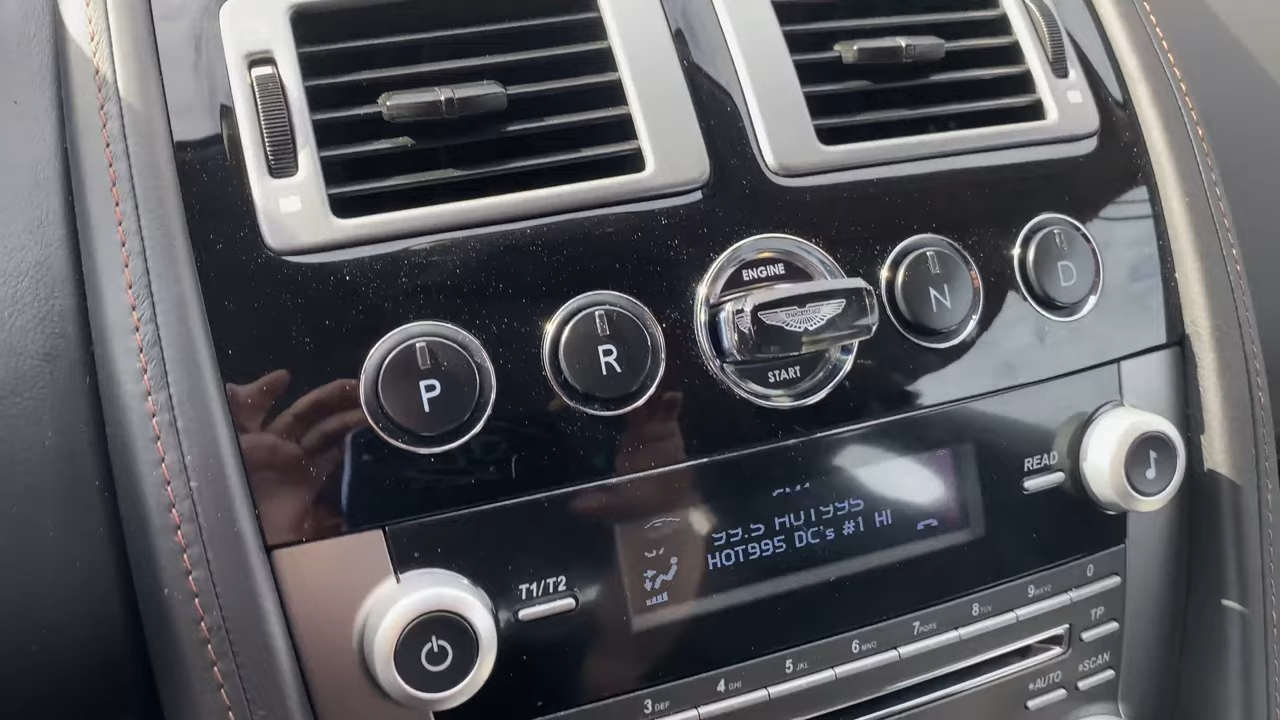 ENGINE
START
P
R
N
D
READ
99.5 HOT995
HOT995 DC's #1 HI
T1/T2
0
9 WXYZ
8 TUV
7 PQRS
6 MNO
5 JKL
4 GHI
3 DEF
TP
*SCAN
*AUTO